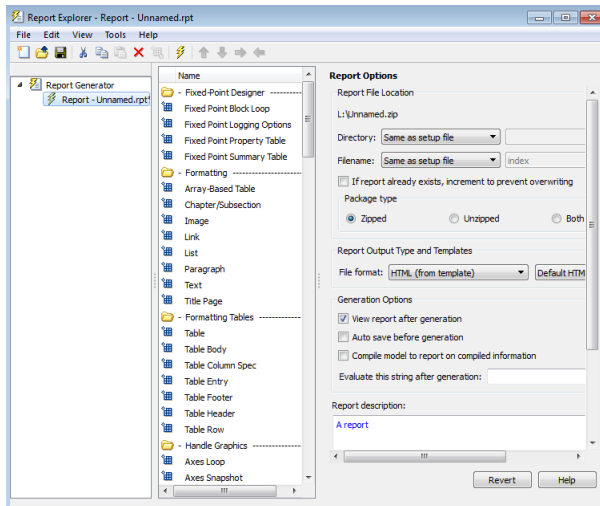 Report Explorer - Report - Unnamed.rpt
File Edit View Tools Help
Report Generator
Report - Unnamed.rpt*
Name
- Fixed-Point Designer ----------
Fixed Point Block Loop
Fixed Point Logging Options
Fixed Point Property Table
Fixed Point Summary Table
- Formatting --------------------
Array-Based Table
Chapter/Subsection
Image
Link
List
Paragraph
Text
Title Page
- Formatting Tables -------------
Table
Table Body
Table Column Spec
Table Entry
Table Footer
Table Header
Table Row
- Handle Graphics ---------------
Axes Loop
Axes Snapshot
Report Options
Report File Location
L:\Unnamed.zip
Directory: Same as setup file
Filename: Same as setup file index
If report already exists, increment to prevent overwriting
Package type
Zipped Unzipped Both
Report Output Type and Templates
File format: HTML (from template) Default HTM
Generation Options
View report after generation
Auto save before generation
Compile model to report on compiled information
Evaluate this string after generation:
Report description:
A report
Revert Help